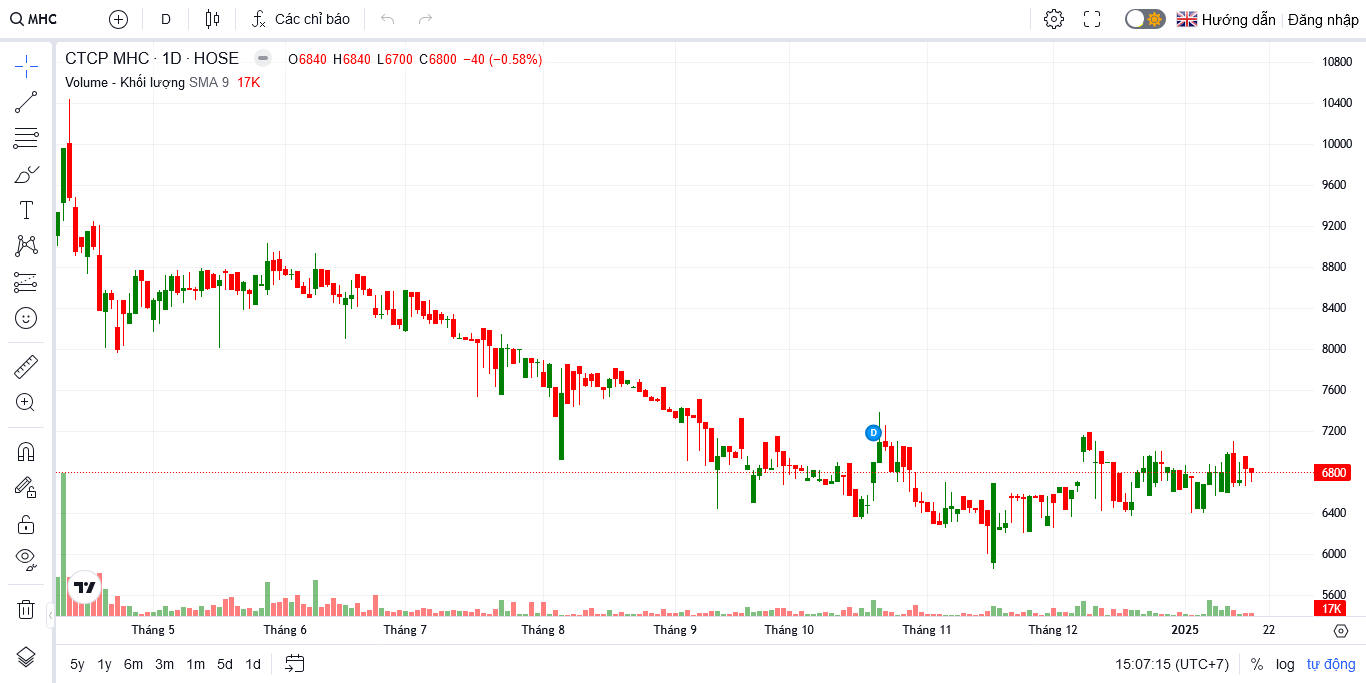 MHC D Các chỉ báo Hướng dẫn Đăng nhập
CTCP MHC · 1D · HOSE O6840 H6840 L6700 C6800 −40 (−0.58%)
Volume - Khối lượng SMA 9 17K
10800
10400
10000
9600
9200
8800
8400
8000
7600
7200
6800
6400
6000
5600
17K
D
Tháng 5 Tháng 6 Tháng 7 Tháng 8 Tháng 9 Tháng 10 Tháng 11 Tháng 12 2025 22
5y 1y 6m 3m 1m 5d 1d 15:07:15 (UTC+7) % log tự động